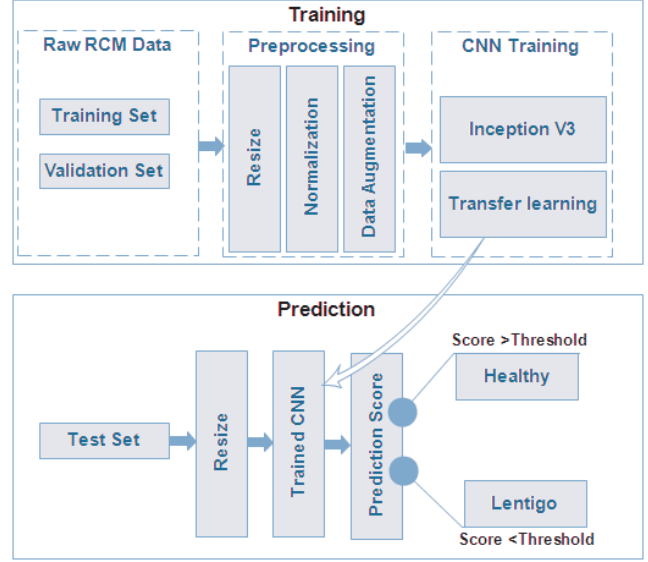 Training
Raw RCM Data
Training Set
Validation Set
Preprocessing
Resize
Normalization
Data Augmentation
CNN Training
Inception V3
Transfer learning
Prediction
Test Set
Resize
Trained CNN
Prediction Score
Score >Threshold
Healthy
Lentigo
Score <Threshold